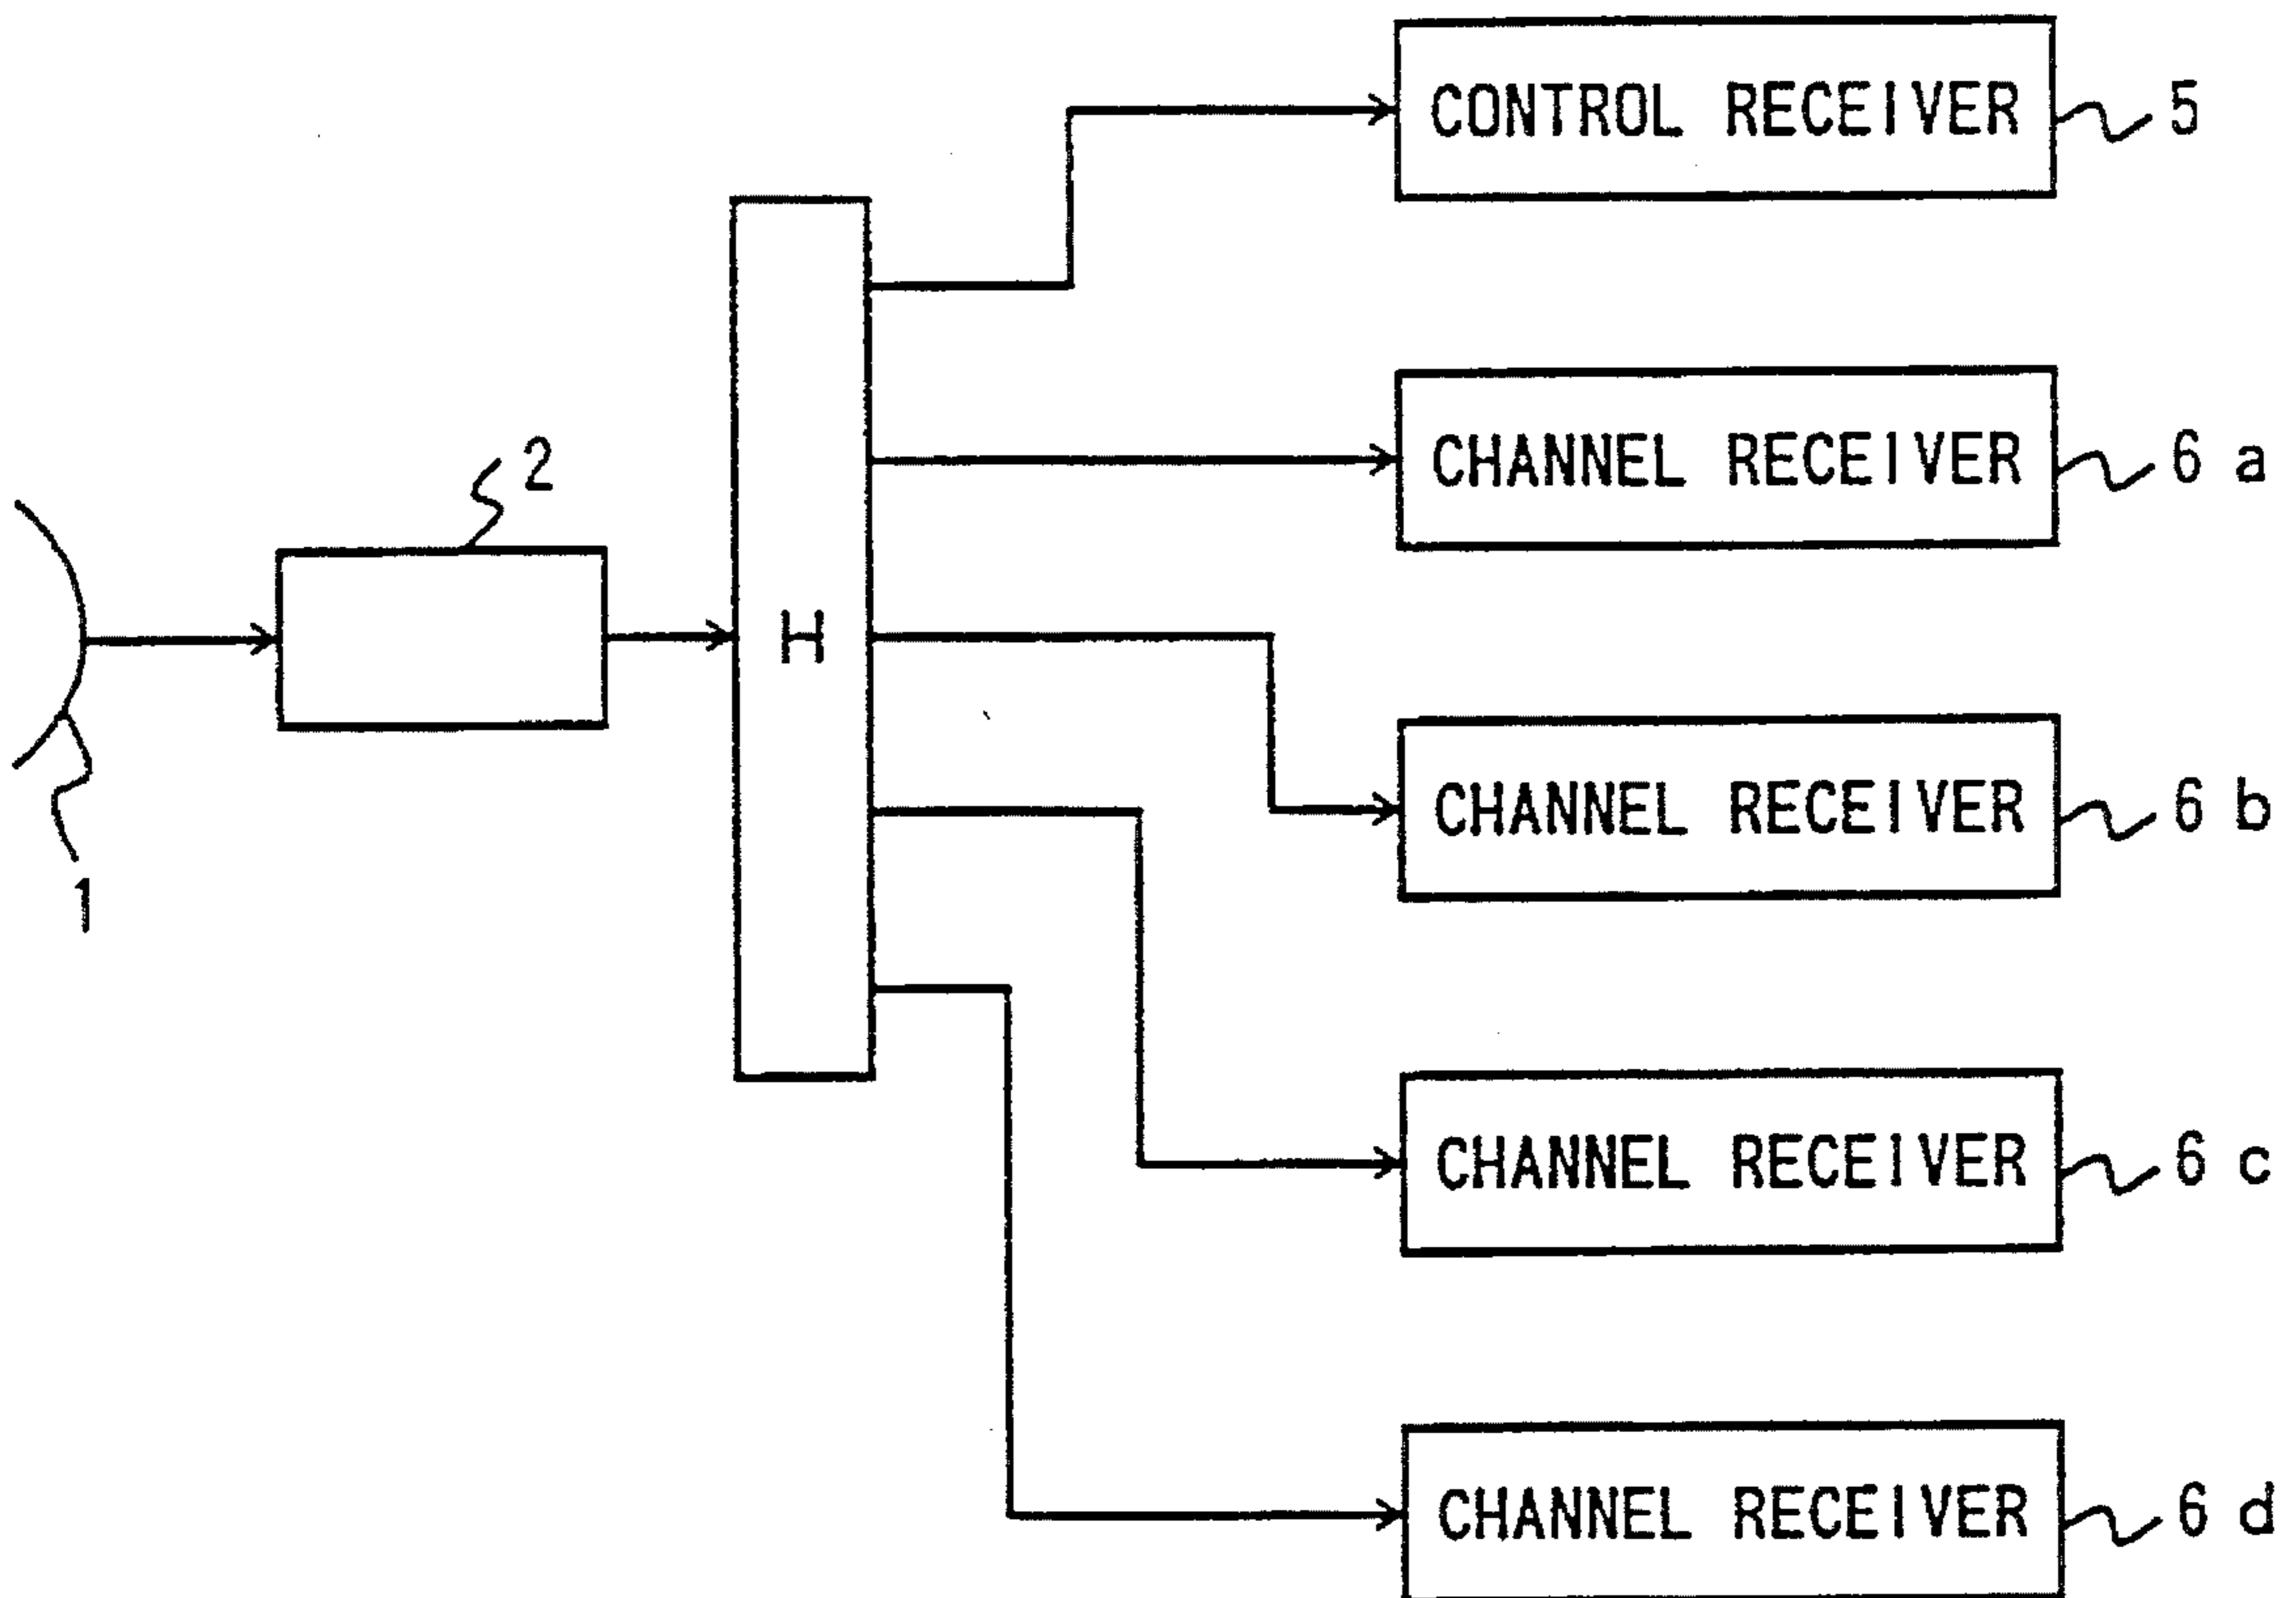 CONTROL RECEIVER 5
CHANNEL RECEIVER 6 a
2
H
CHANNEL RECEIVER 6 b
1
CHANNEL RECEIVER 6 c
CHANNEL RECEIVER 6 d